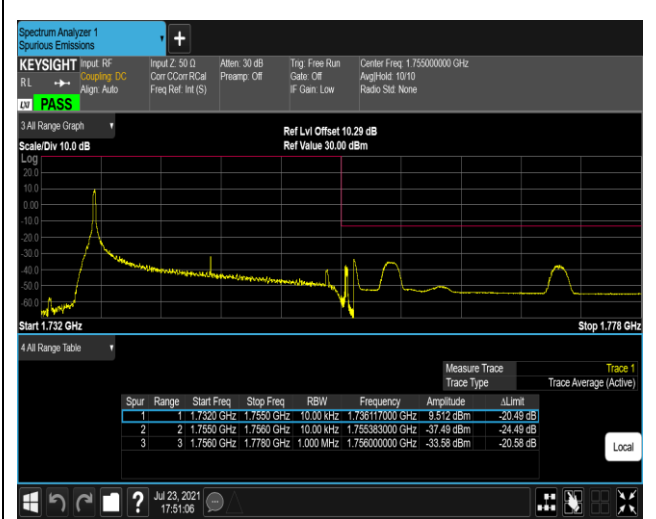 Spectrum Analyzer 1
Spurious Emissions
+
KEYSIGHT Input: RF Input Z: 50 Ω Atten: 30 dB Trig: Free Run Center Freq: 1.755000000 GHz
RL Coupling: DC Corr CCorr RCal Preamp: Off Gate: Off Avg|Hold: 10/10
Align: Auto Freq Ref: Int (S) IF Gain: Low Radio Std: None
LXI PASS
3 All Range Graph
Ref Lvl Offset 10.29 dB
Scale/Div 10.0 dB Ref Value 30.00 dBm
Log
20.0
10.0
0.00
-10.0
-20.0
-30.0
-40.0
-50.0
-60.0
Start 1.732 GHz Stop 1.778 GHz
4 All Range Table
Measure Trace Trace 1
Trace Type Trace Average (Active)
Spur Range Start Freq Stop Freq RBW Frequency Amplitude ΔLimit
1 1 1.7320 GHz 1.7550 GHz 10.00 kHz 1.736117000 GHz 9.512 dBm -20.49 dB
2 2 1.7550 GHz 1.7560 GHz 10.00 kHz 1.755383000 GHz -37.49 dBm -24.49 dB
3 3 1.7560 GHz 1.7780 GHz 1.000 MHz 1.756000000 GHz -33.58 dBm -20.58 dB
Local
? Jul 23, 2021
17:51:06